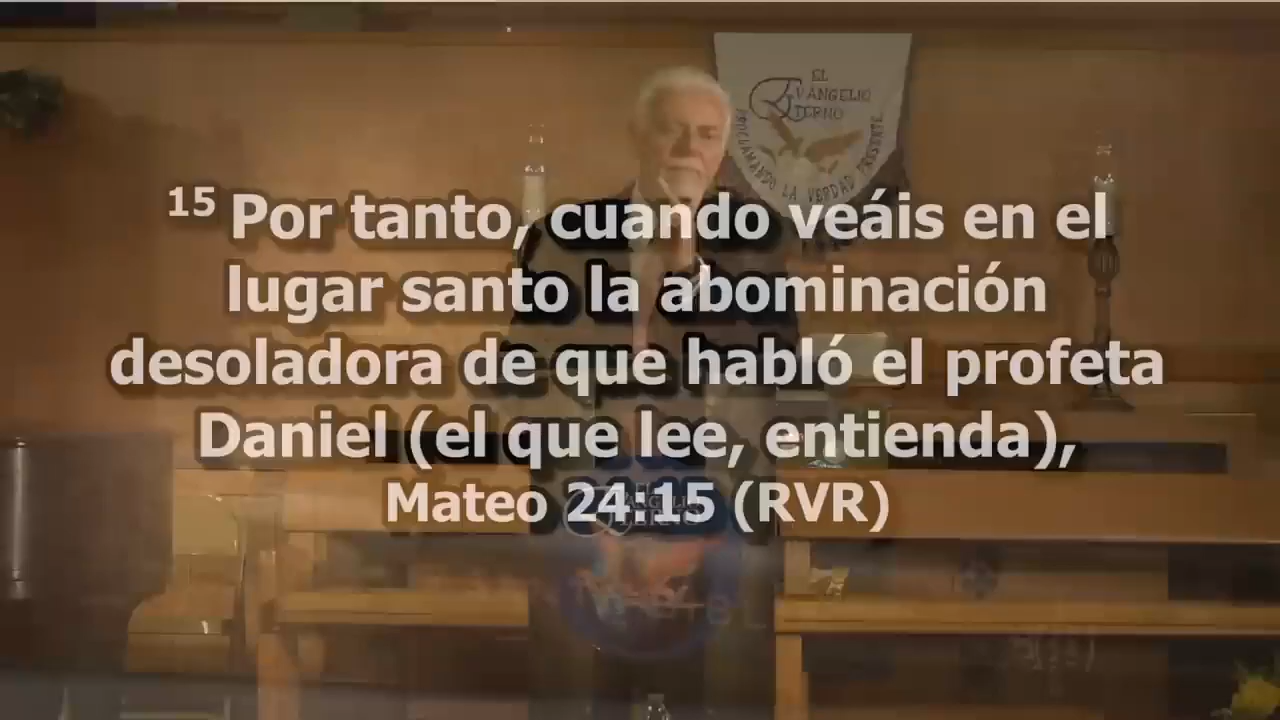 EL
EVANGELIO
ETERNO
PROCLAMANDO LA VERDAD PRESENTE
15 Por tanto, cuando veáis en el
lugar santo la abominación
desoladora de que habló el profeta
Daniel (el que lee, entienda),
Mateo 24:15 (RVR)